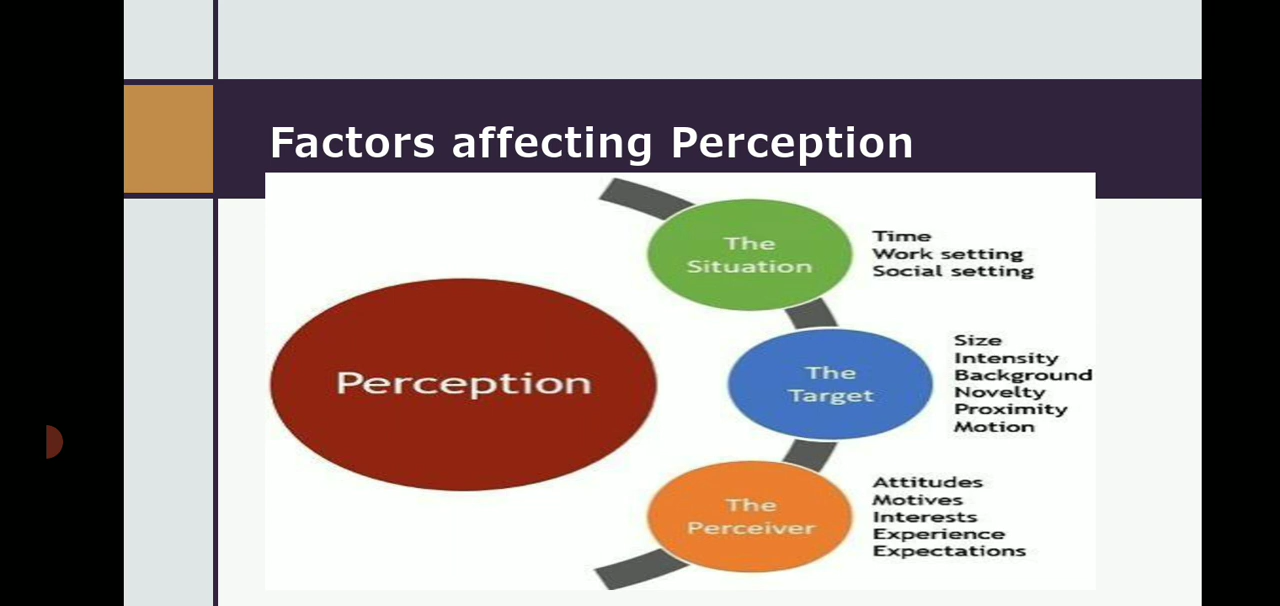 Factors affecting Perception
Perception
The
Situation
Time
Work setting
Social setting
The
Target
Size
Intensity
Background
Novelty
Proximity
Motion
The
Perceiver
Attitudes
Motives
Interests
Experience
Expectations